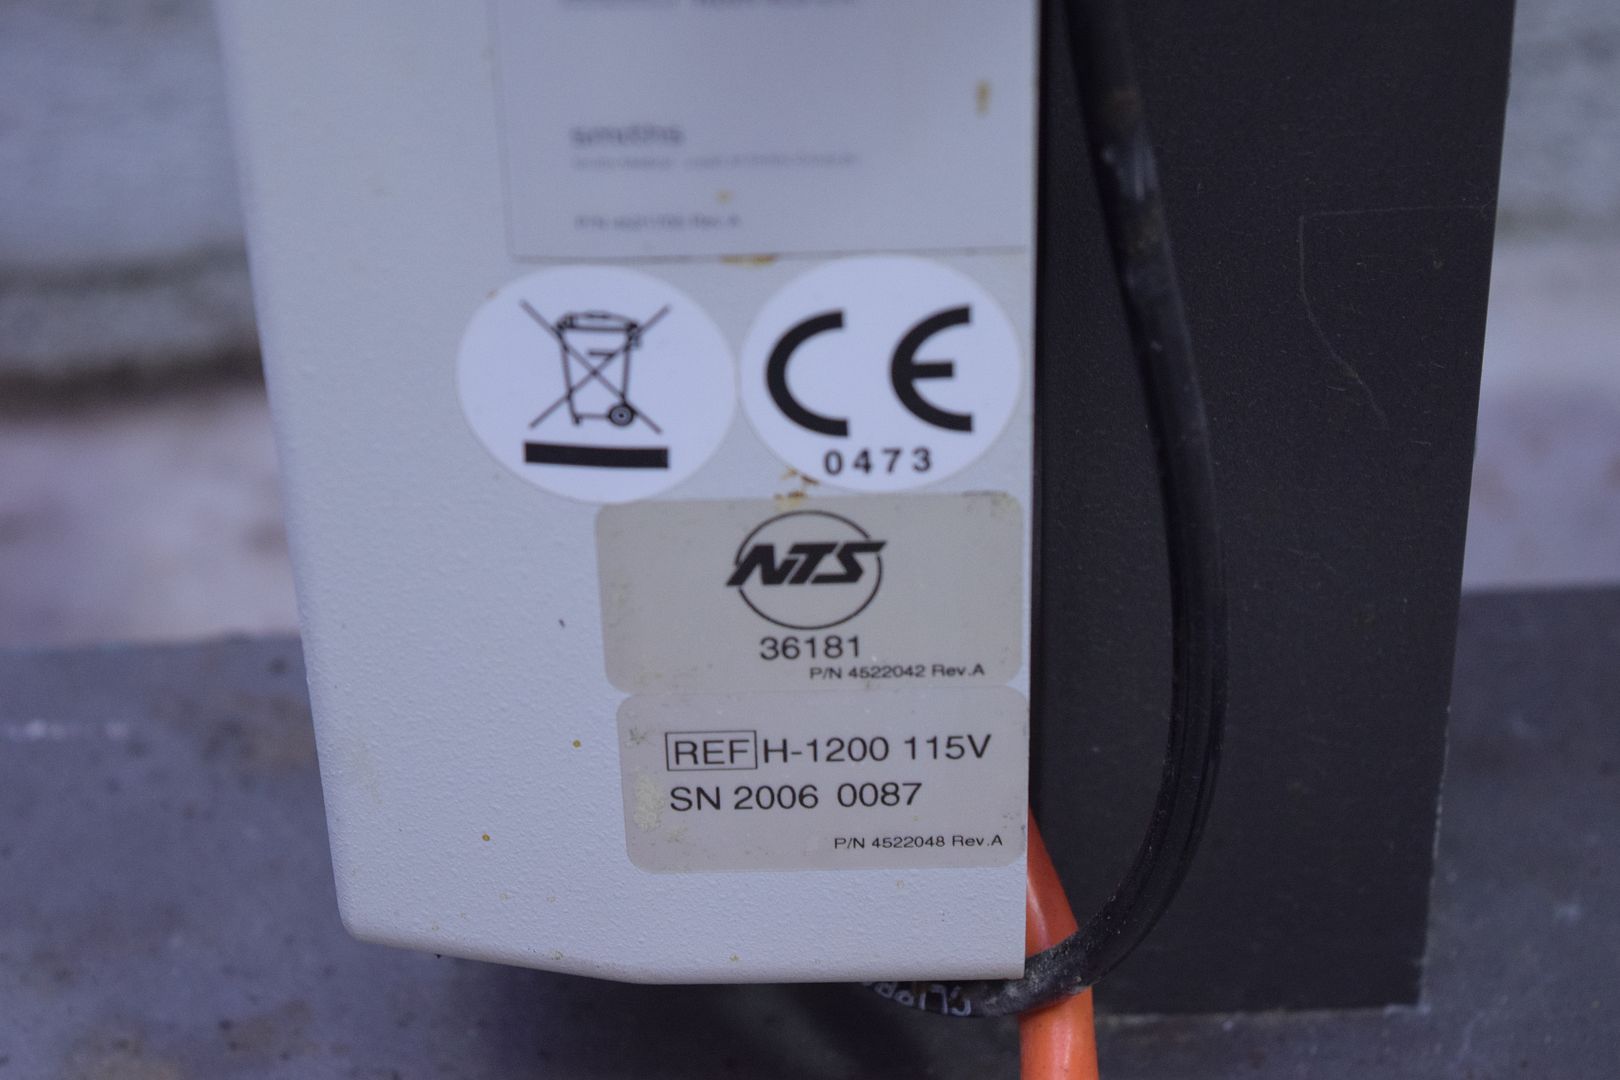 smiths
CE
0473
NTS
36181
P/N 4522042 Rev.A
REF H-1200 115V
SN 2006 0087
P/N 4522048 Rev.A